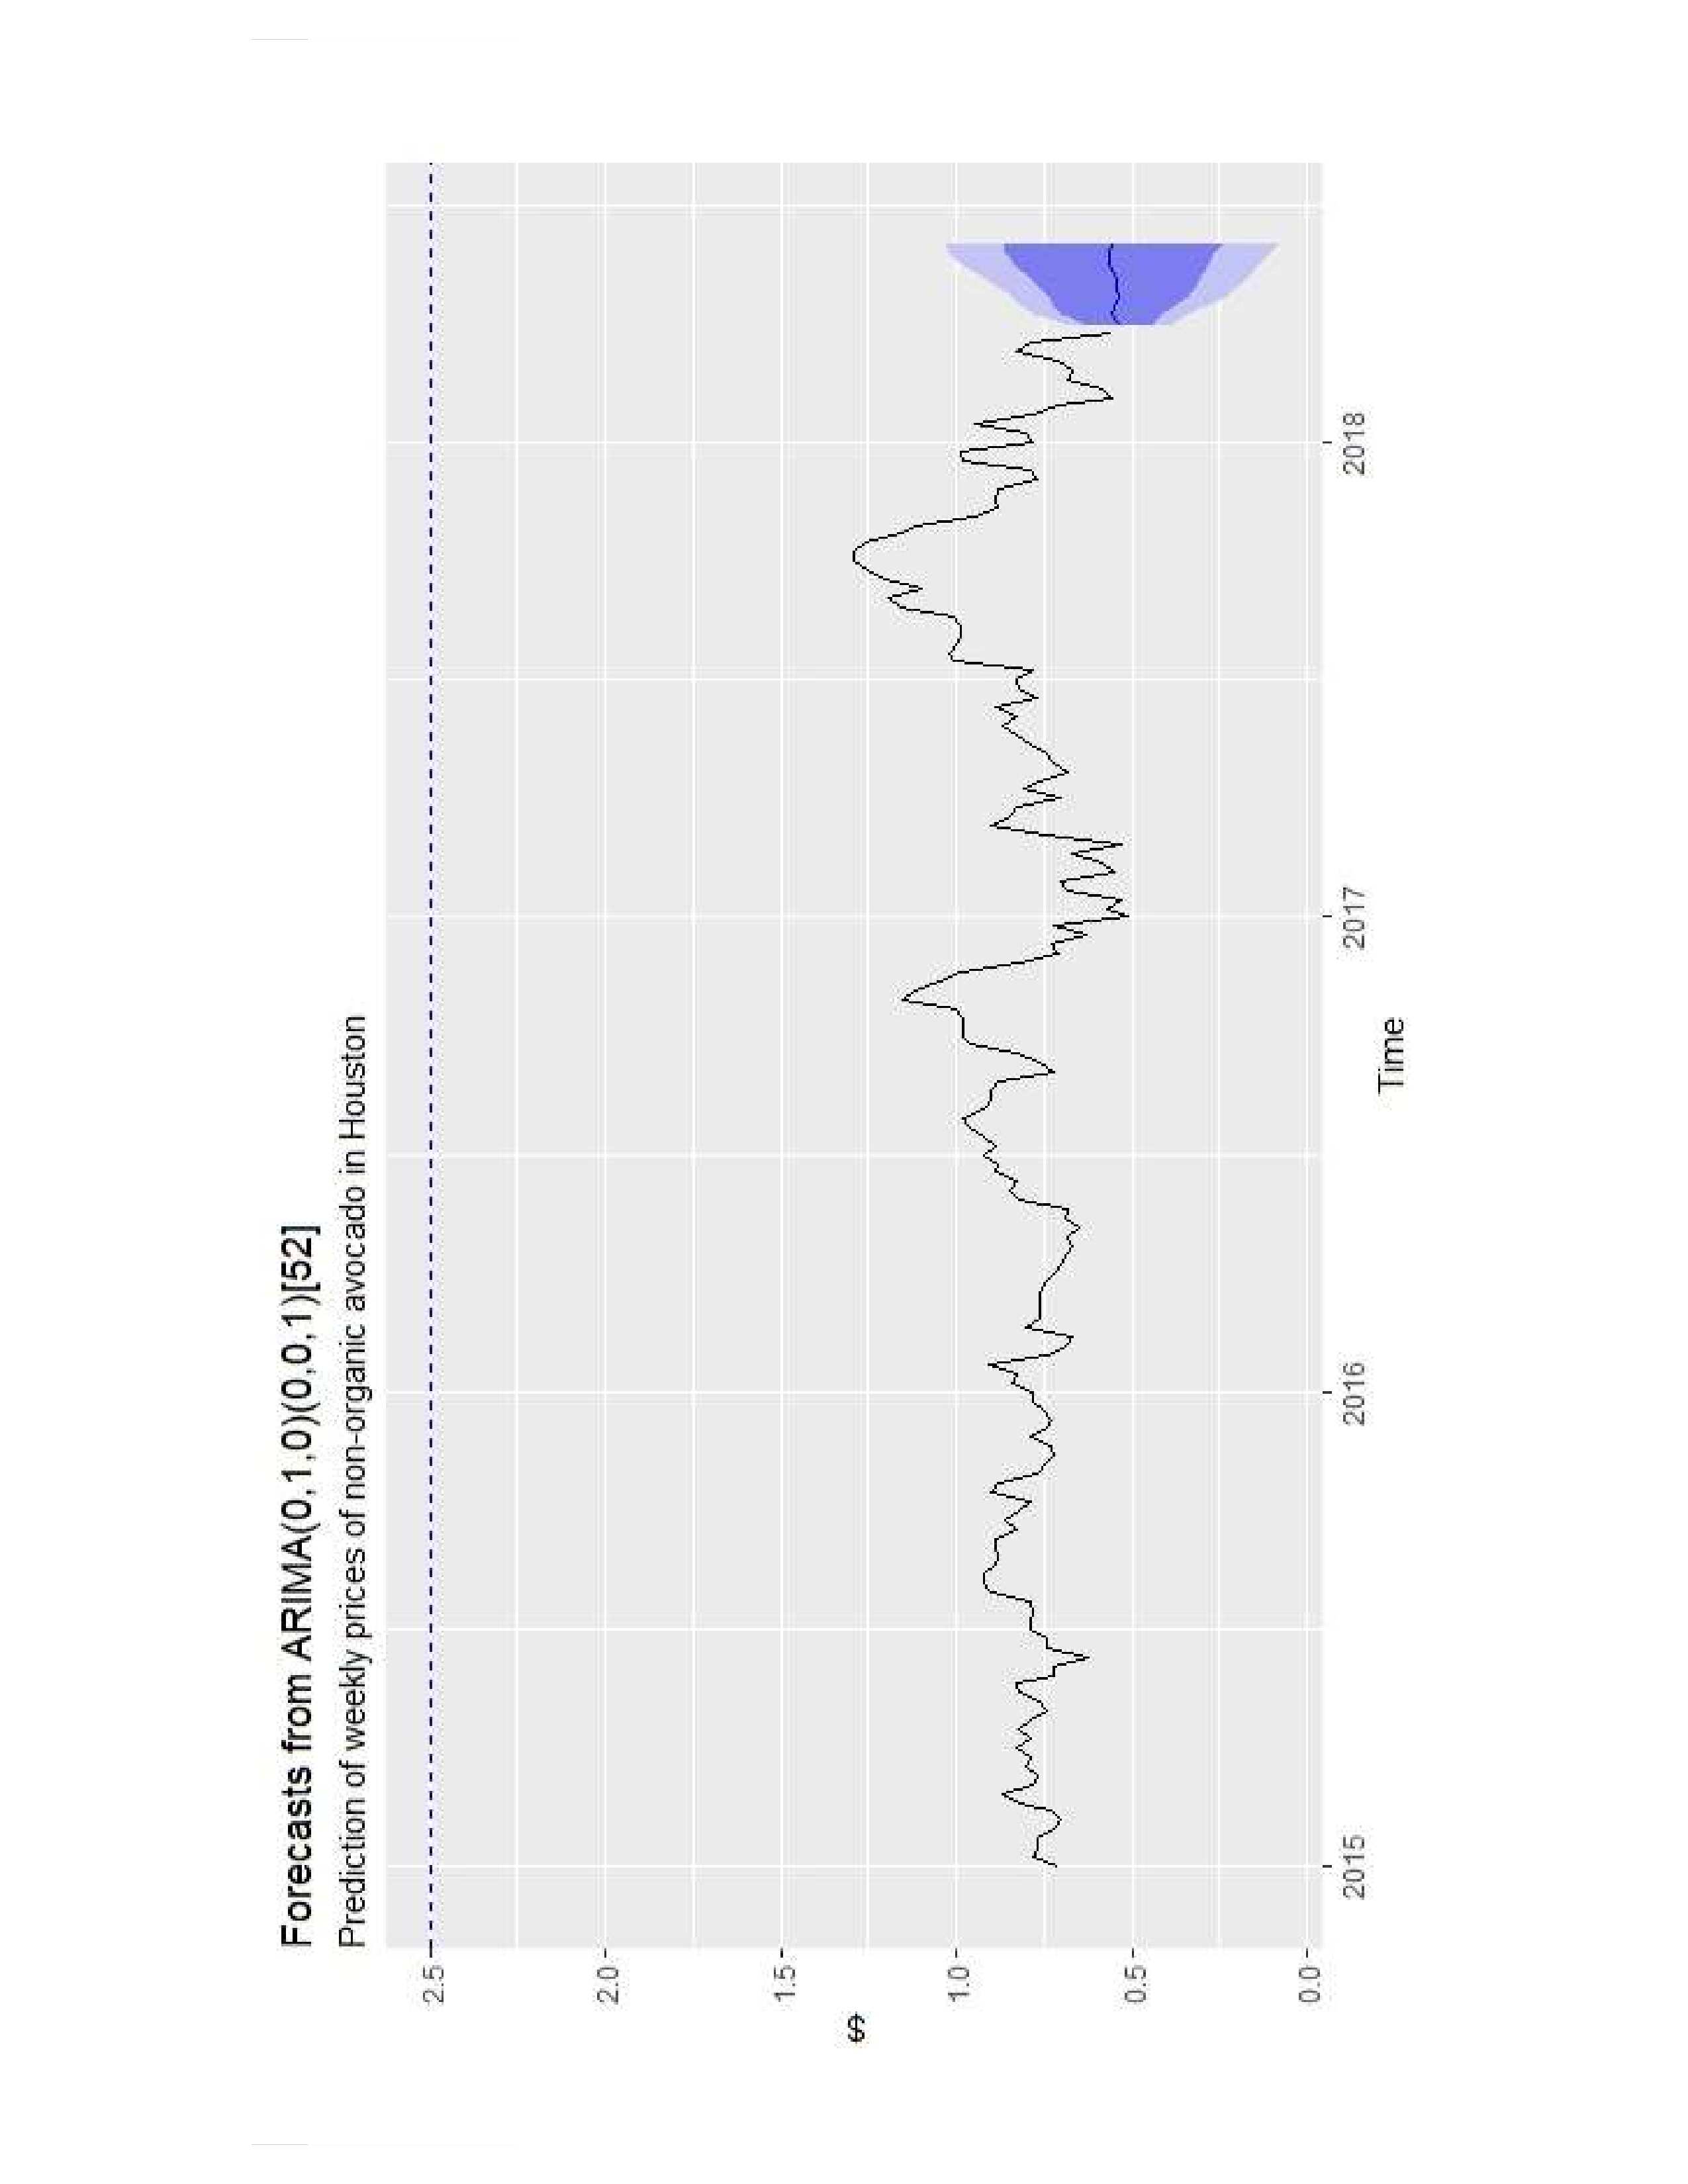 Forecasts from ARIMA(0,1,0)(0,0,1)[52]
Prediction of weekly prices of non-organic avocado in Houston
2.5
2.0
1.5
$
1.0
0.5
0.0
2015 2016 2017 2018
Time